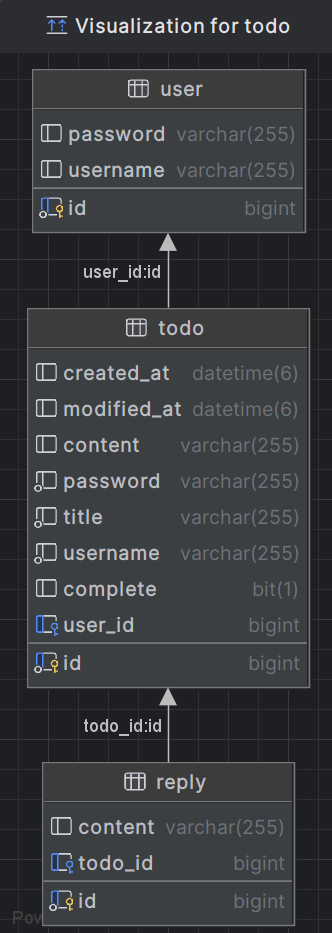 Visualization for todo
user
password varchar(255)
username varchar(255)
id bigint
user_id:id
todo
created_at datetime(6)
modified_at datetime(6)
content varchar(255)
password varchar(255)
title varchar(255)
username varchar(255)
complete bit(1)
user_id bigint
id bigint
todo_id:id
reply
content varchar(255)
todo_id bigint
id bigint